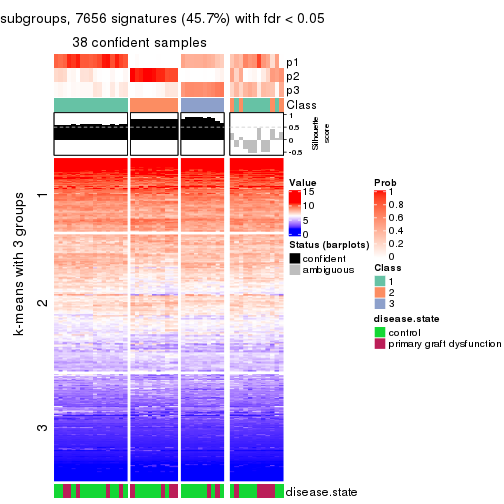 subgroups, 7656 signatures (45.7%) with fdr < 0.05
38 confident samples
p1
p2
p3
Class
1
0.5
0
-0.5
Silhouette
score
k-means with 3 groups
1
2
3
Value
15
10
5
0
Status (barplots)
confident
ambiguous
Prob
1
0.8
0.6
0.4
0.2
0
Class
1
2
3
disease.state
control
primary graft dysfunction
disease.state